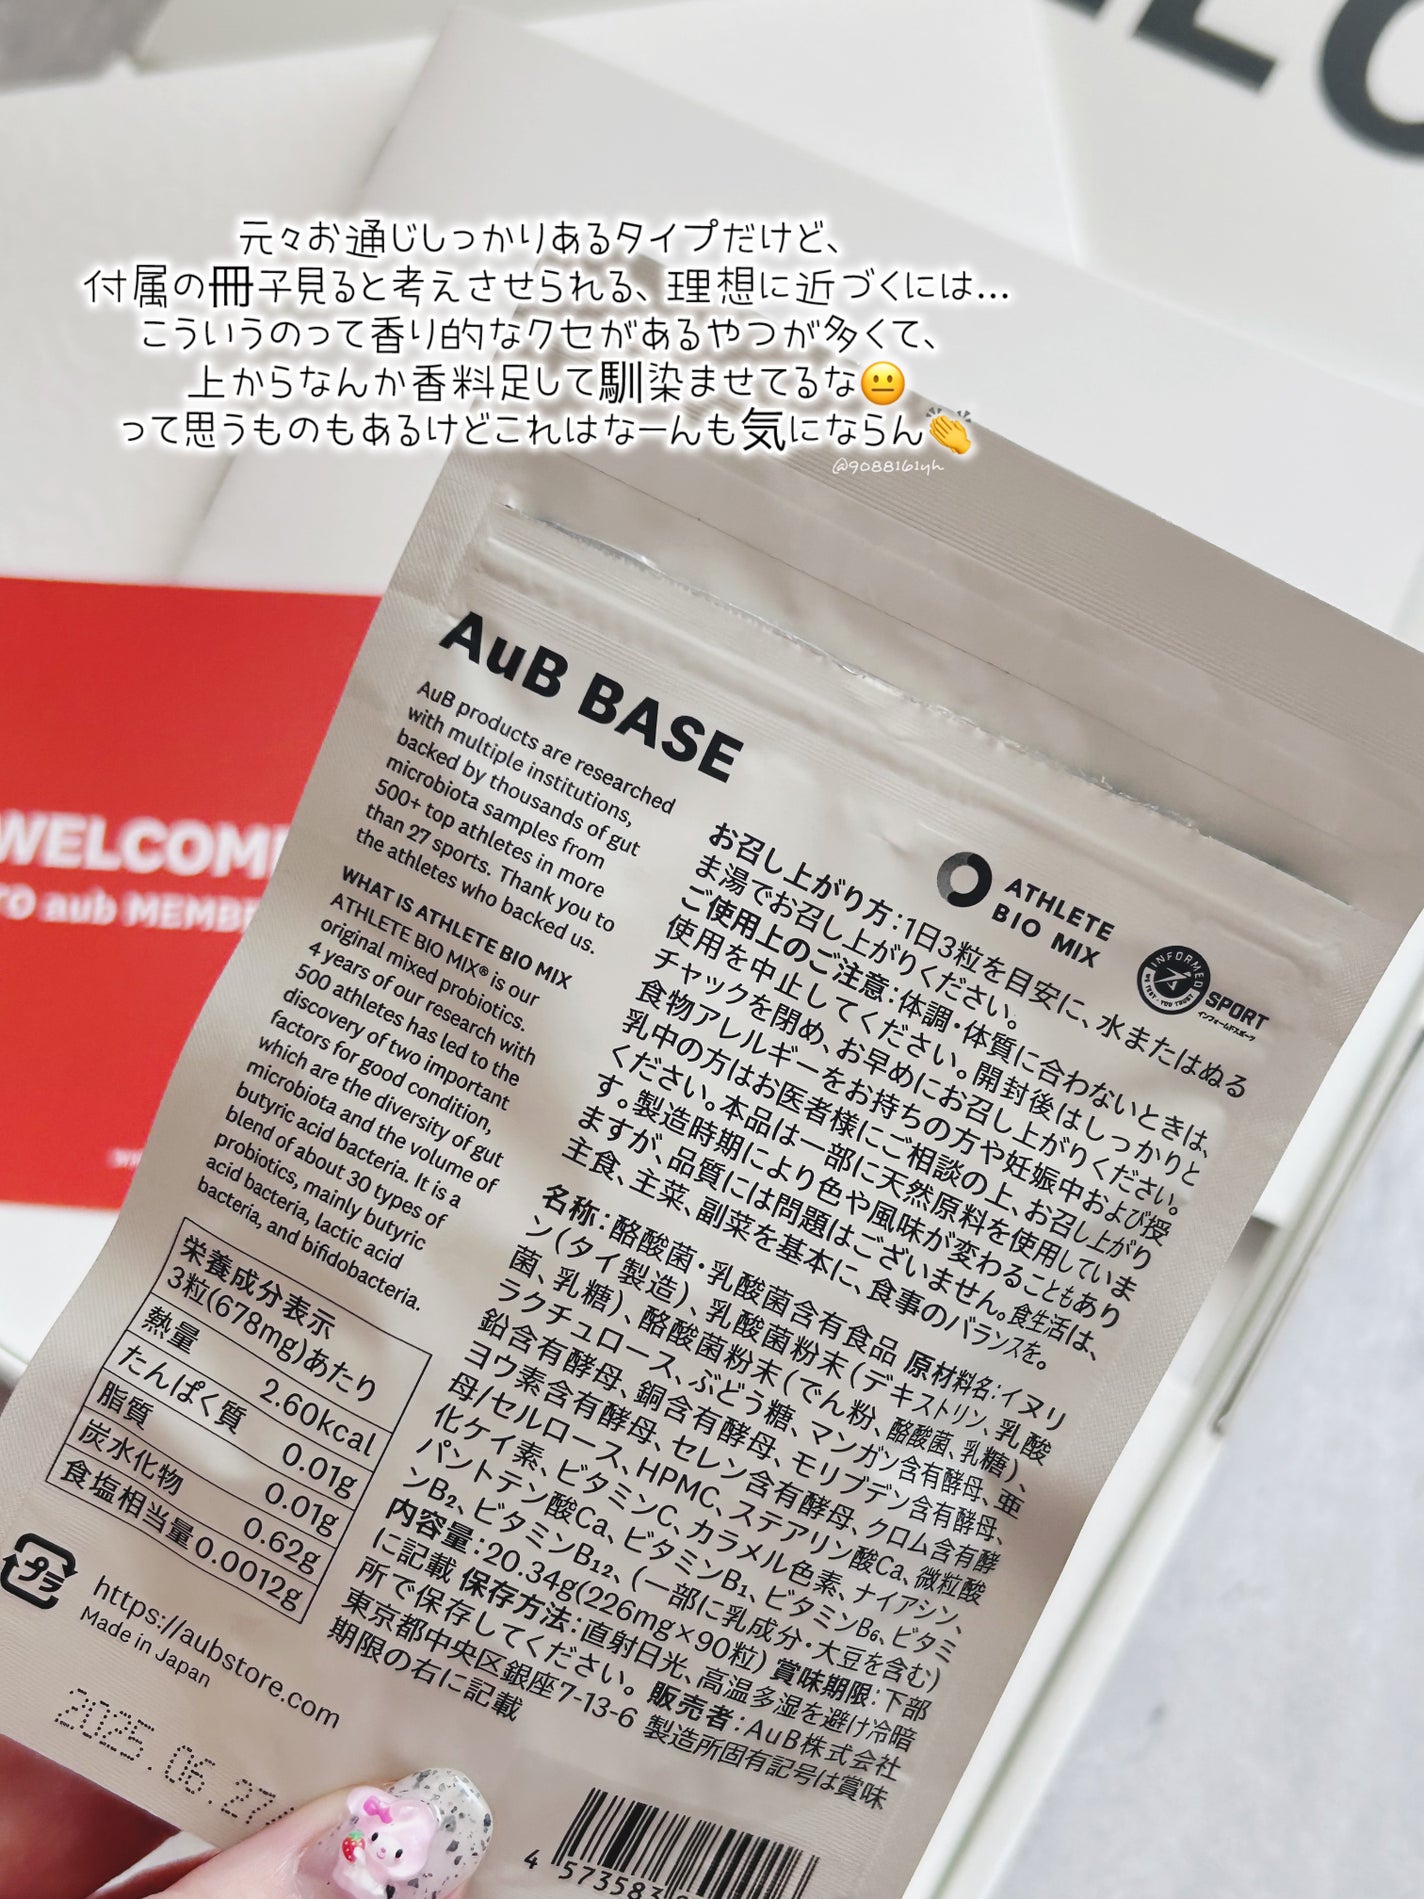 元々お通じしっかりあるタイプだけど、
付属の冊子見ると考えさせられる、理想に近づくには…
こういうのって香り的なクセがあるやつが多くて、
上からなんか香料足して馴染ませてるな😐
って思うものもあるけどこれはなーんも気にならん👏
@9088161yh
WELCOM
TO aub MEMBE
AuB BASE
AuB products are researched
with multiple institutions,
backed by thousands of gut
microbiota samples from
500+ top athletes in more
than 27 sports. Thank you to
the athletes who backed us.
WHAT IS ATHLETE BIO MIX
ATHLETE BIO MIX® is our
original mixed probiotics.
4 years of our research with
500 athletes has led to the
discovery of two important
factors for good condition,
which are the diversity of gut
microbiota and the volume of
butyric acid bacteria. It is a
blend of about 30 types of
probiotics, mainly butyric
acid bacteria, lactic acid
bacteria, and bifidobacteria.
栄養成分表示
3粒(678mg)あたり
熱量 2.60kcal
たんぱく質 0.01g
脂質 0.01g
炭水化物 0.62g
食塩相当量 0.0012g
プラ
https://aubstore.com
Made in Japan
2025.06.27
ATHLETE
BIO MIX
INFORMED
WE TEST・YOU TRUST
SPORT
インフォームドスポーツ
お召し上がり方：1日3粒を目安に、水またはぬる
ま湯でお召し上がりください。
ご使用上のご注意：体調・体質に合わないときは、
使用を中止してください。開封後はしっかりと
チャックを閉め、お早めにお召し上がりください。
食物アレルギーをお持ちの方や妊娠中および授
乳中の方はお医者様にご相談の上、お召し上がり
ください。本品は一部に天然原料を使用していま
す。製造時期により色や風味が変わることもあり
ますが、品質には問題はございません。食生活は、
主食、主菜、副菜を基本に、食事のバランスを。
名称：酪酸菌・乳酸菌含有食品 原材料名：イヌリ
ン(タイ製造)、乳酸菌粉末(デキストリン、乳酸
菌、乳糖)、酪酸菌粉末(でん粉、酪酸菌、乳糖)、
ラクチュロース、ぶどう糖、マンガン含有酵母、亜
鉛含有酵母、銅含有酵母、モリブデン含有酵母、
ヨウ素含有酵母、セレン含有酵母、クロム含有酵
母/セルロース、HPMC、ステアリン酸Ca、微粒酸
化ケイ素、ビタミンC、カラメル色素、ナイアシン、
パントテン酸Ca、ビタミンB₁、ビタミンB₆、ビタミ
ンB₂、ビタミンB₁₂、(一部に乳成分・大豆を含む)
内容量：20.34g(226mg×90粒) 賞味期限：下部
に記載 保存方法：直射日光、高温多湿を避け冷暗
所で保存してください。 販売者：AuB株式会社
東京都中央区銀座7-13-6 製造所固有記号は賞味
期限の右に記載
4 573583